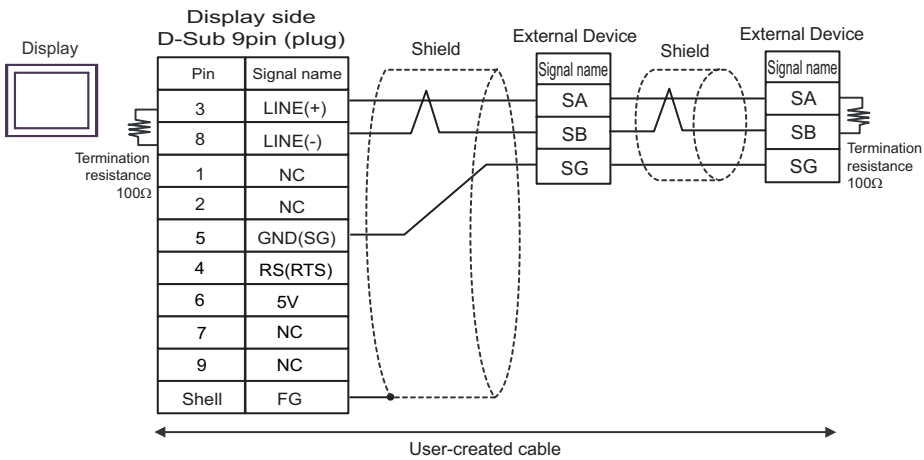 Display side
D-Sub 9pin (plug)
Display
Shield
External Device
Shield
External Device
Pin Signal name
3 LINE(+)
8 LINE(-)
1 NC
2 NC
5 GND(SG)
4 RS(RTS)
6 5V
7 NC
9 NC
Shell FG
Termination
resistance
100Ω
Signal name
SA
SB
SG
Signal name
SA
SB
SG
Termination
resistance
100Ω
User-created cable